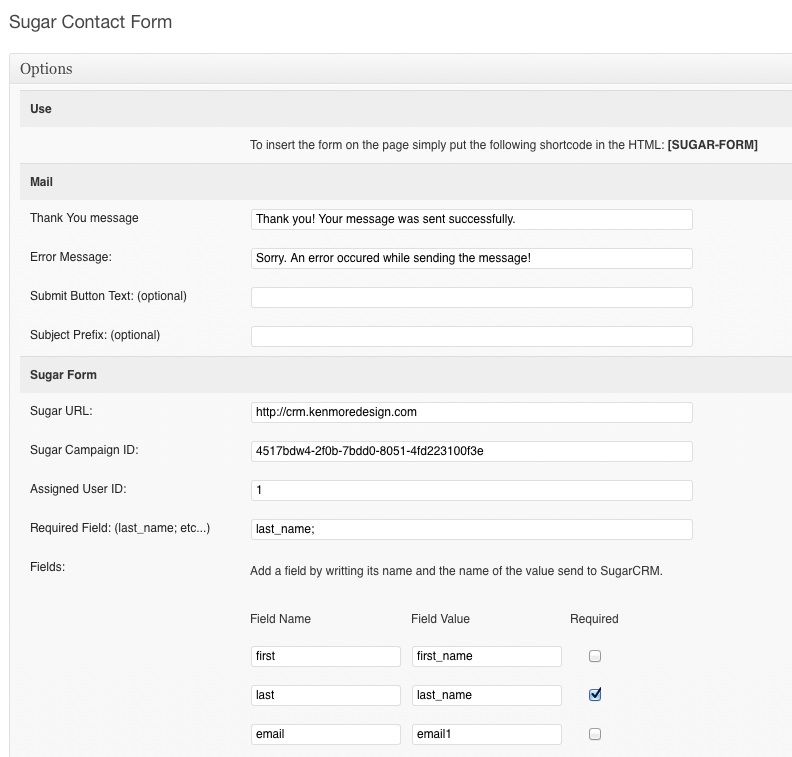 Sugar Contact Form
Options
Use
To insert the form on the page simply put the following shortcode in the HTML: [SUGAR-FORM]
Mail
Thank You message Thank you! Your message was sent successfully.
Error Message: Sorry. An error occured while sending the message!
Submit Button Text: (optional)
Subject Prefix: (optional)
Sugar Form
Sugar URL: http://crm.kenmoredesign.com
Sugar Campaign ID: 4517bdw4-2f0b-7bdd0-8051-4fd223100f3e
Assigned User ID: 1
Required Field: (last_name; etc...) last_name;
Fields: Add a field by writting its name and the name of the value send to SugarCRM.
Field Name Field Value Required
first first_name
last last_name
email email1